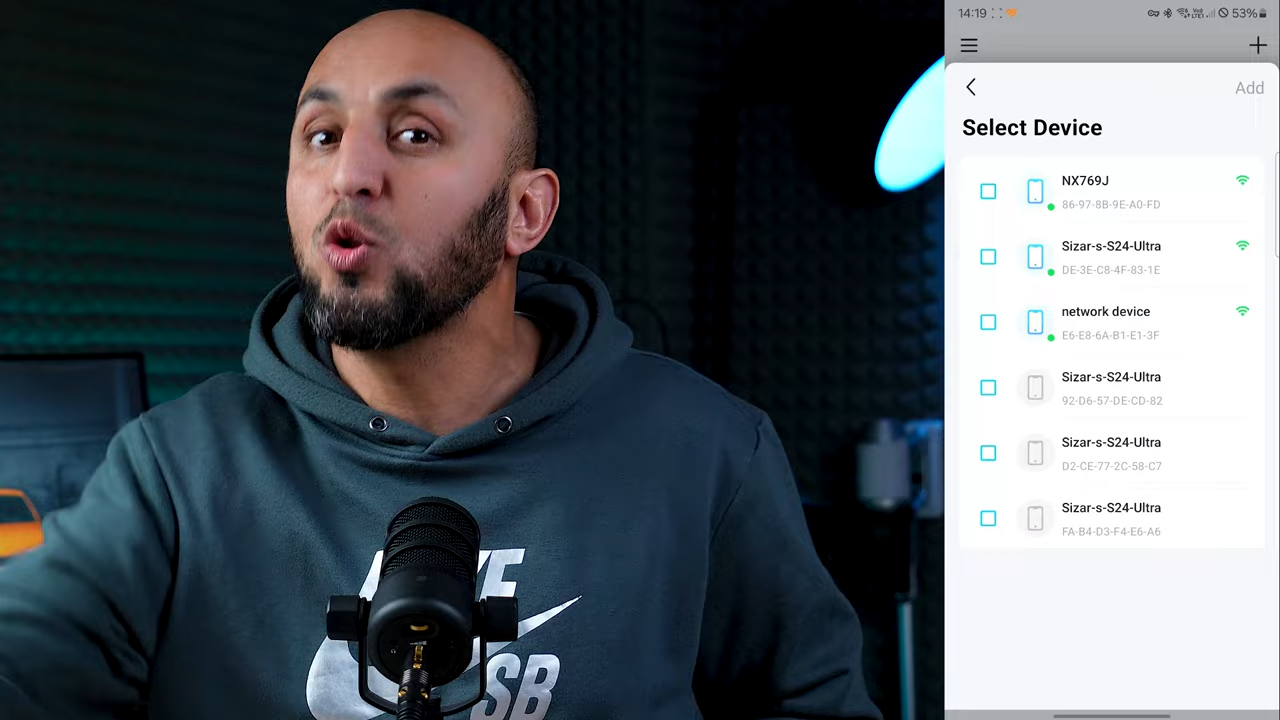 14:19
53%
Add
Select Device
NX769J
86-97-8B-9E-A0-FD
Sizar-s-S24-Ultra
DE-3E-C8-4F-83-1E
network device
E6-E8-6A-B1-E1-3F
Sizar-s-S24-Ultra
92-D6-57-DE-CD-82
Sizar-s-S24-Ultra
D2-CE-77-2C-58-C7
Sizar-s-S24-Ultra
FA-B4-D3-F4-E6-A6
NIKE
SB